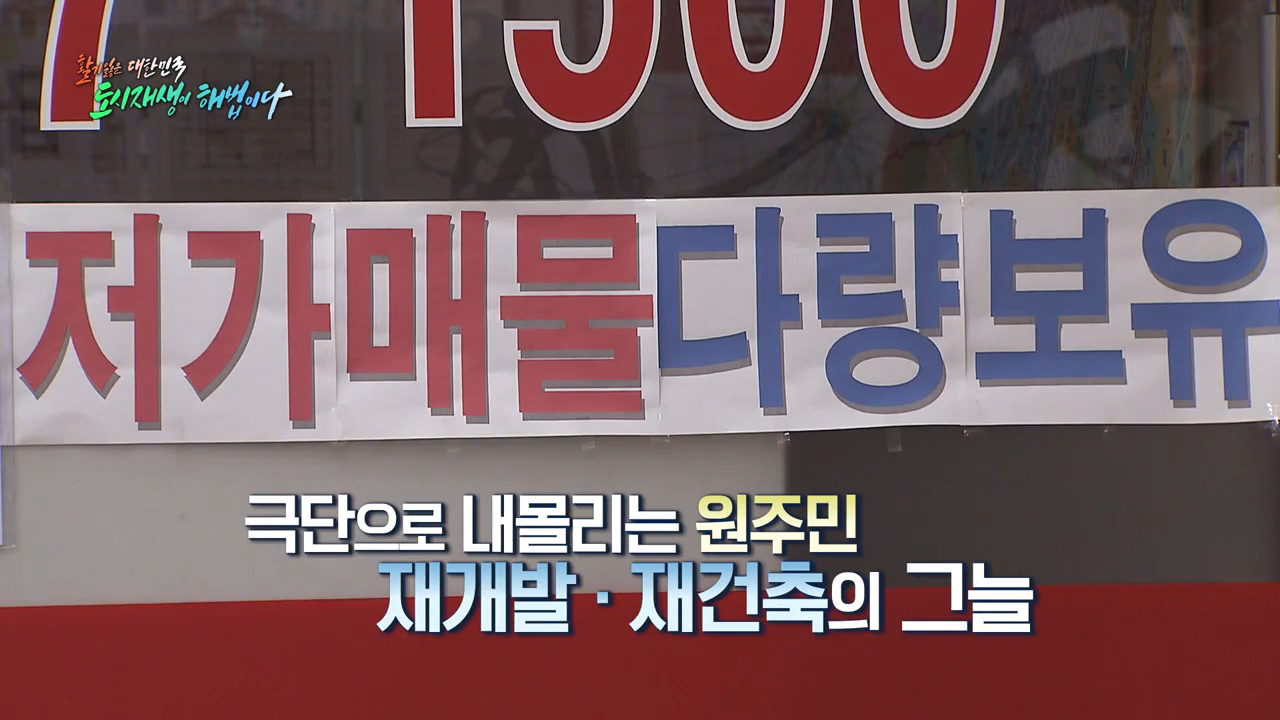 활기잃은 대한민국
도시재생이 해법이다
저가매물다량보유
극단으로 내몰리는 원주민
재개발·재건축의 그늘